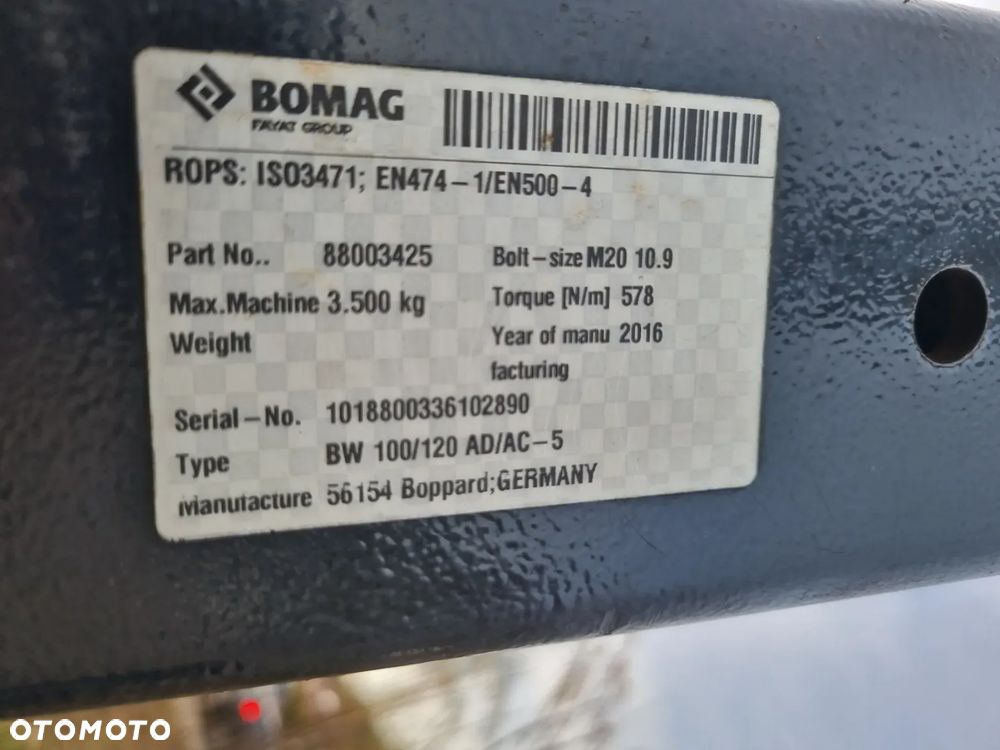 BOMAG
FAYAT GROUP
ROPS: ISO3471; EN474-1/EN500-4
Part No.. 88003425
Max.Machine 3.500 kg
Weight
Bolt-size M20 10.9
Torque [N/m] 578
Year of manu 2016
facturing
Serial-No. 1018800336102890
Type BW 100/120 AD/AC-5
Manufacture 56154 Boppard;GERMANY
OTOMOTO